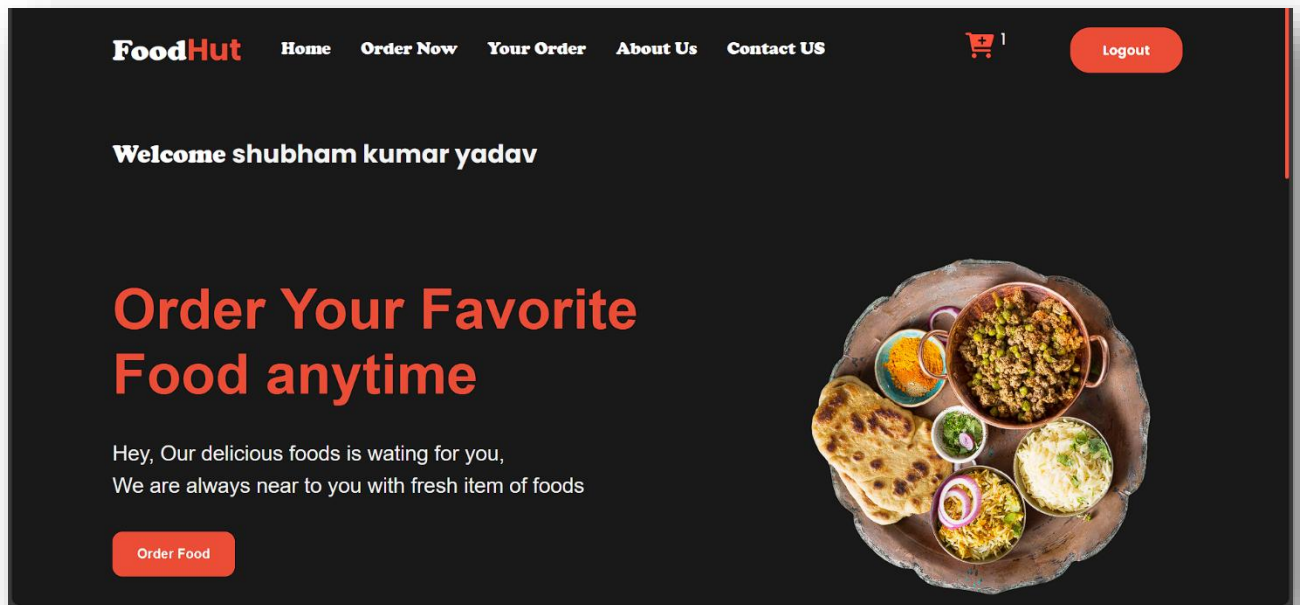 FoodHut Home Order Now Your Order About Us Contact US 1 Logout
Welcome shubham kumar yadav
Order Your Favorite
Food anytime
Hey, Our delicious foods is wating for you,
We are always near to you with fresh item of foods
Order Food